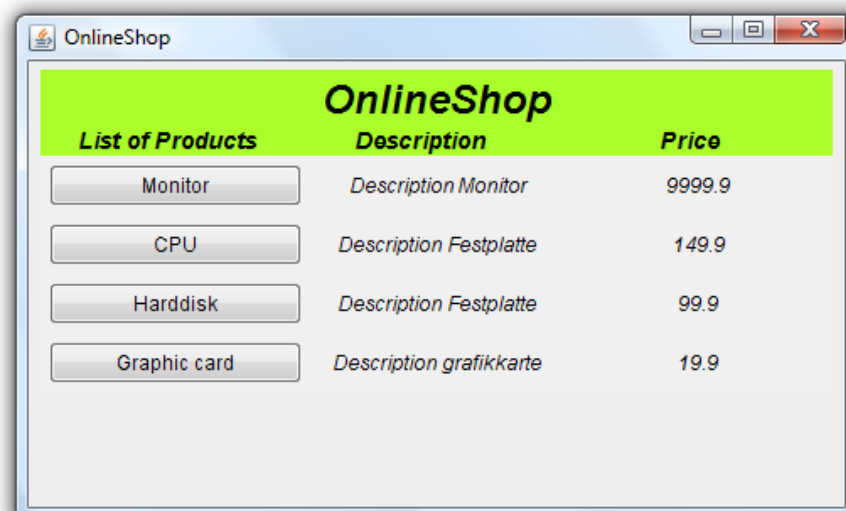 OnlineShop
OnlineShop
List of Products Description Price
Monitor Description Monitor 9999.9
CPU Description Festplatte 149.9
Harddisk Description Festplatte 99.9
Graphic card Description grafikkarte 19.9